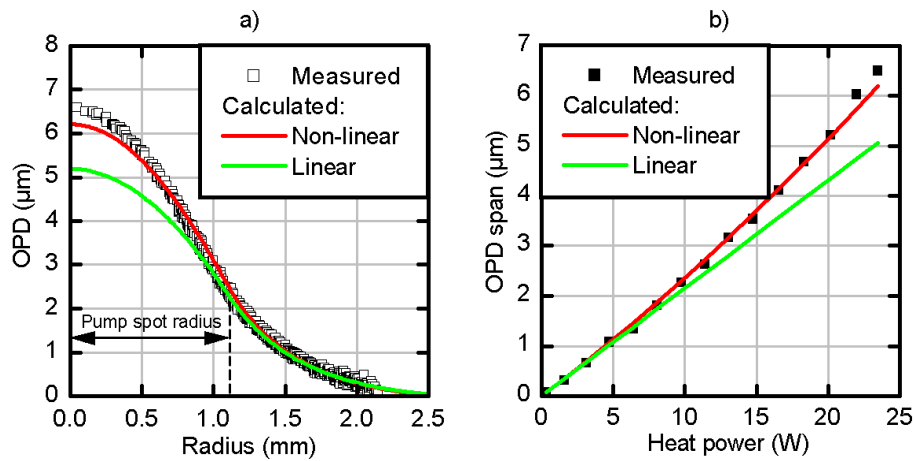 a)
OPD (µm)
8
7
6
5
4
3
2
1
0
Measured
Calculated:
Non-linear
Linear
Pump spot radius
0.0 0.5 1.0 1.5 2.0 2.5
Radius (mm)
b)
OPD span (µm)
7
6
5
4
3
2
1
0
Measured
Calculated:
Non-linear
Linear
0 5 10 15 20 25
Heat power (W)